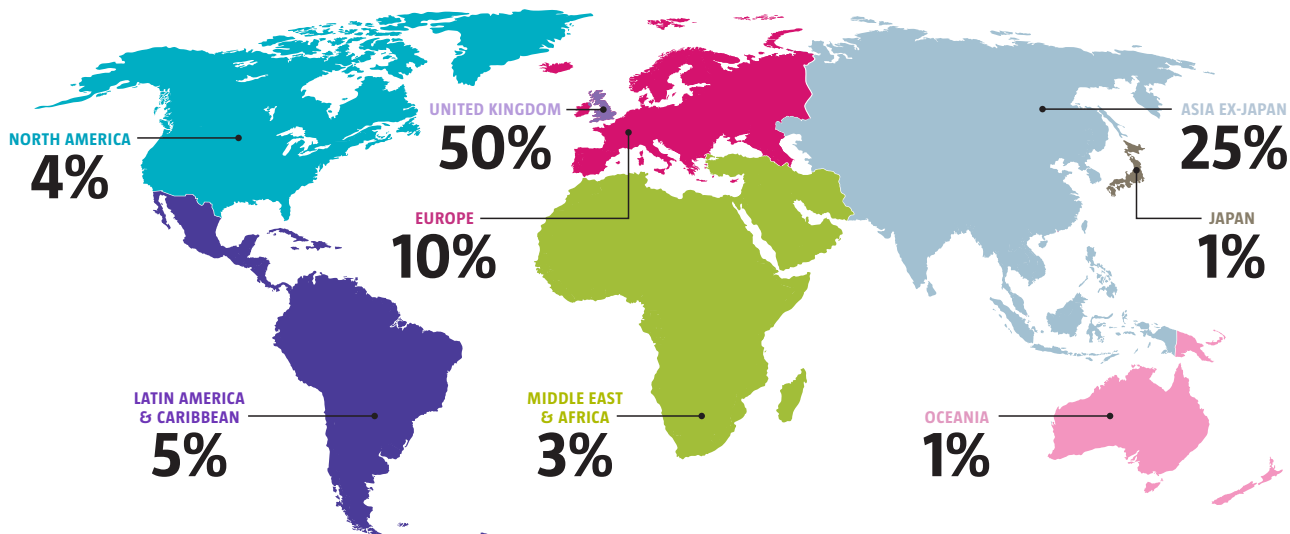 NORTH AMERICA
4%
UNITED KINGDOM
50%
EUROPE
10%
ASIA EX-JAPAN
25%
JAPAN
1%
LATIN AMERICA
& CARIBBEAN
5%
MIDDLE EAST
& AFRICA
3%
OCEANIA
1%